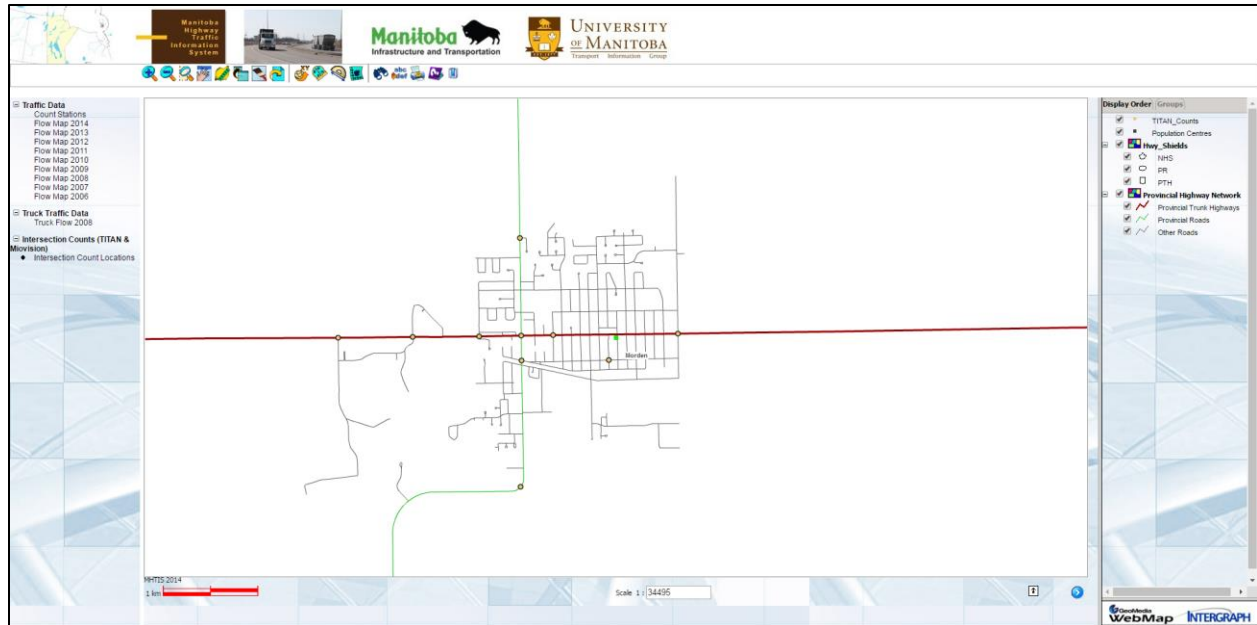 Manitoba
Highway
Traffic
Information
System
Manitoba
Infrastructure and Transportation
UNIVERSITY
OF MANITOBA
Transport Information Group
Traffic Data
Count Stations
Flow Map 2014
Flow Map 2013
Flow Map 2012
Flow Map 2011
Flow Map 2010
Flow Map 2009
Flow Map 2008
Flow Map 2007
Flow Map 2006
Truck Traffic Data
Truck Flow 2008
Intersection Counts (TITAN &
Miovision)
Intersection Count Locations
Morden
MHTIS 2014
1 km
Scale 1 : 34495
Display Order Groups
TITAN_Counts
Population Centres
Hwy_Shields
NHS
PR
PTH
Provincial Highway Network
Provincial Trunk Highways
Provincial Roads
Other Roads
GeoMedia
WebMap INTERGRAPH